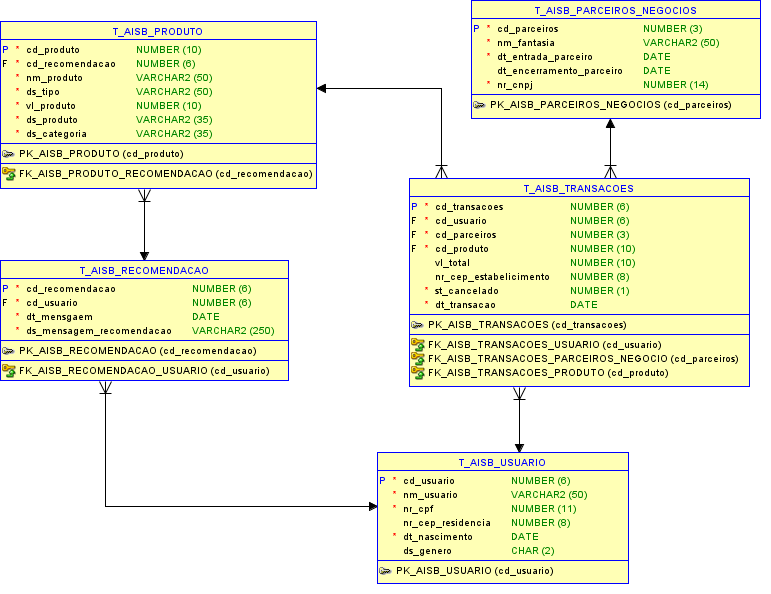 T_AISB_PRODUTO
P * cd_produto NUMBER (10)
F * cd_recomendacao NUMBER (6)
* nm_produto VARCHAR2 (50)
* ds_tipo VARCHAR2 (50)
* vl_produto NUMBER (10)
* ds_produto VARCHAR2 (35)
* ds_categoria VARCHAR2 (35)
PK_AISB_PRODUTO (cd_produto)
FK_AISB_PRODUTO_RECOMENDACAO (cd_recomendacao)
T_AISB_PARCEIROS_NEGOCIOS
P * cd_parceiros NUMBER (3)
* nm_fantasia VARCHAR2 (50)
* dt_entrada_parceiro DATE
dt_encerramento_parceiro DATE
* nr_cnpj NUMBER (14)
PK_AISB_PARCEIROS_NEGOCIOS (cd_parceiros)
T_AISB_TRANSACOES
P * cd_transacoes NUMBER (6)
F * cd_usuario NUMBER (6)
F * cd_parceiros NUMBER (3)
F * cd_produto NUMBER (10)
vl_total NUMBER (10)
nr_cep_estabelicimento NUMBER (8)
* st_cancelado NUMBER (1)
* dt_transacao DATE
PK_AISB_TRANSACOES (cd_transacoes)
FK_AISB_TRANSACOES_USUARIO (cd_usuario)
FK_AISB_TRANSACOES_PARCEIROS_NEGOCIO (cd_parceiros)
FK_AISB_TRANSACOES_PRODUTO (cd_produto)
T_AISB_RECOMENDACAO
P * cd_recomendacao NUMBER (6)
F * cd_usuario NUMBER (6)
* dt_mensgaem DATE
* ds_mensagem_recomendacao VARCHAR2 (250)
PK_AISB_RECOMENDACAO (cd_recomendacao)
FK_AISB_RECOMENDACAO_USUARIO (cd_usuario)
T_AISB_USUARIO
P * cd_usuario NUMBER (6)
* nm_usuario VARCHAR2 (50)
* nr_cpf NUMBER (11)
nr_cep_residencia NUMBER (8)
* dt_nascimento DATE
ds_genero CHAR (2)
PK_AISB_USUARIO (cd_usuario)